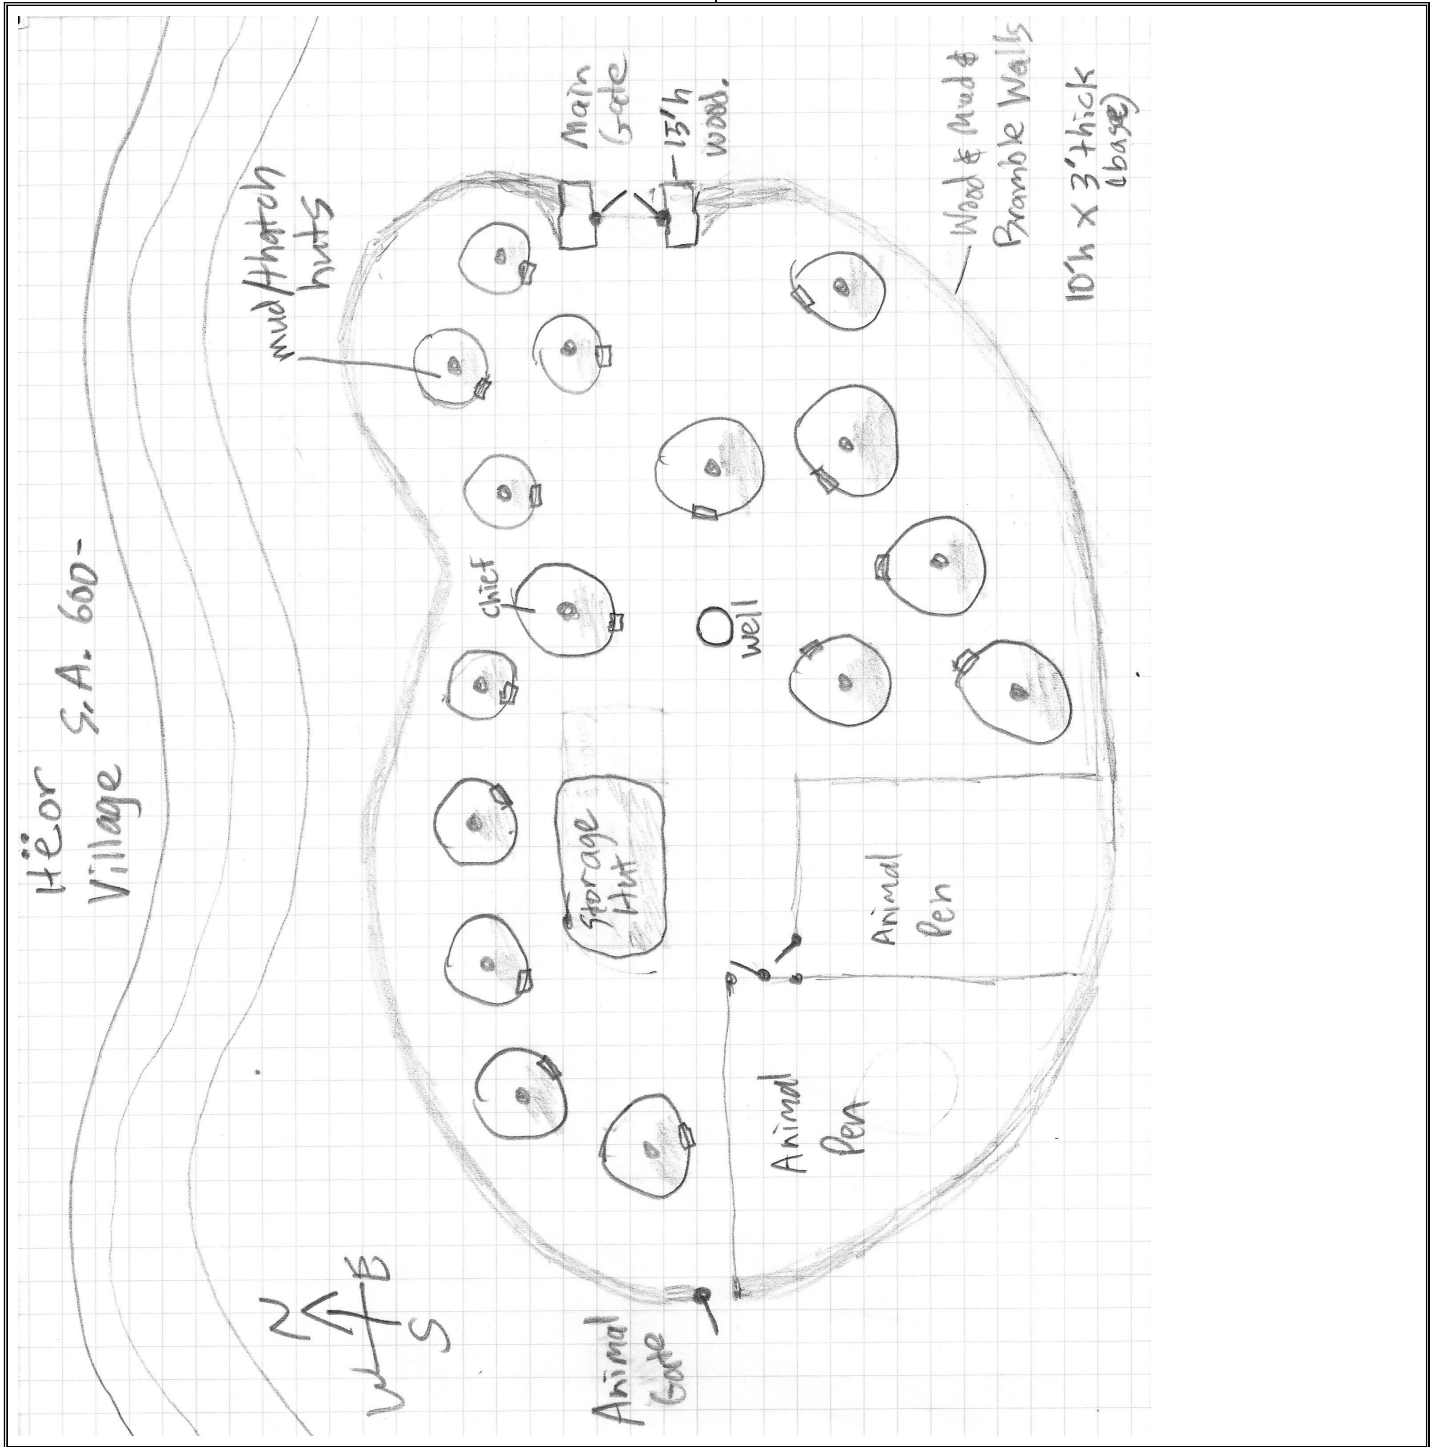 Hëor
Village
S.A. 600-
mud/thatch
huts
Main
Gate
15'h
wood.
Wood & Mud &
Bramble Walls
10'h x 3' thick
(base)
chief
well
Storage
Hut
Animal
Pen
Animal
Pen
Animal
Gate
N
W
E
S